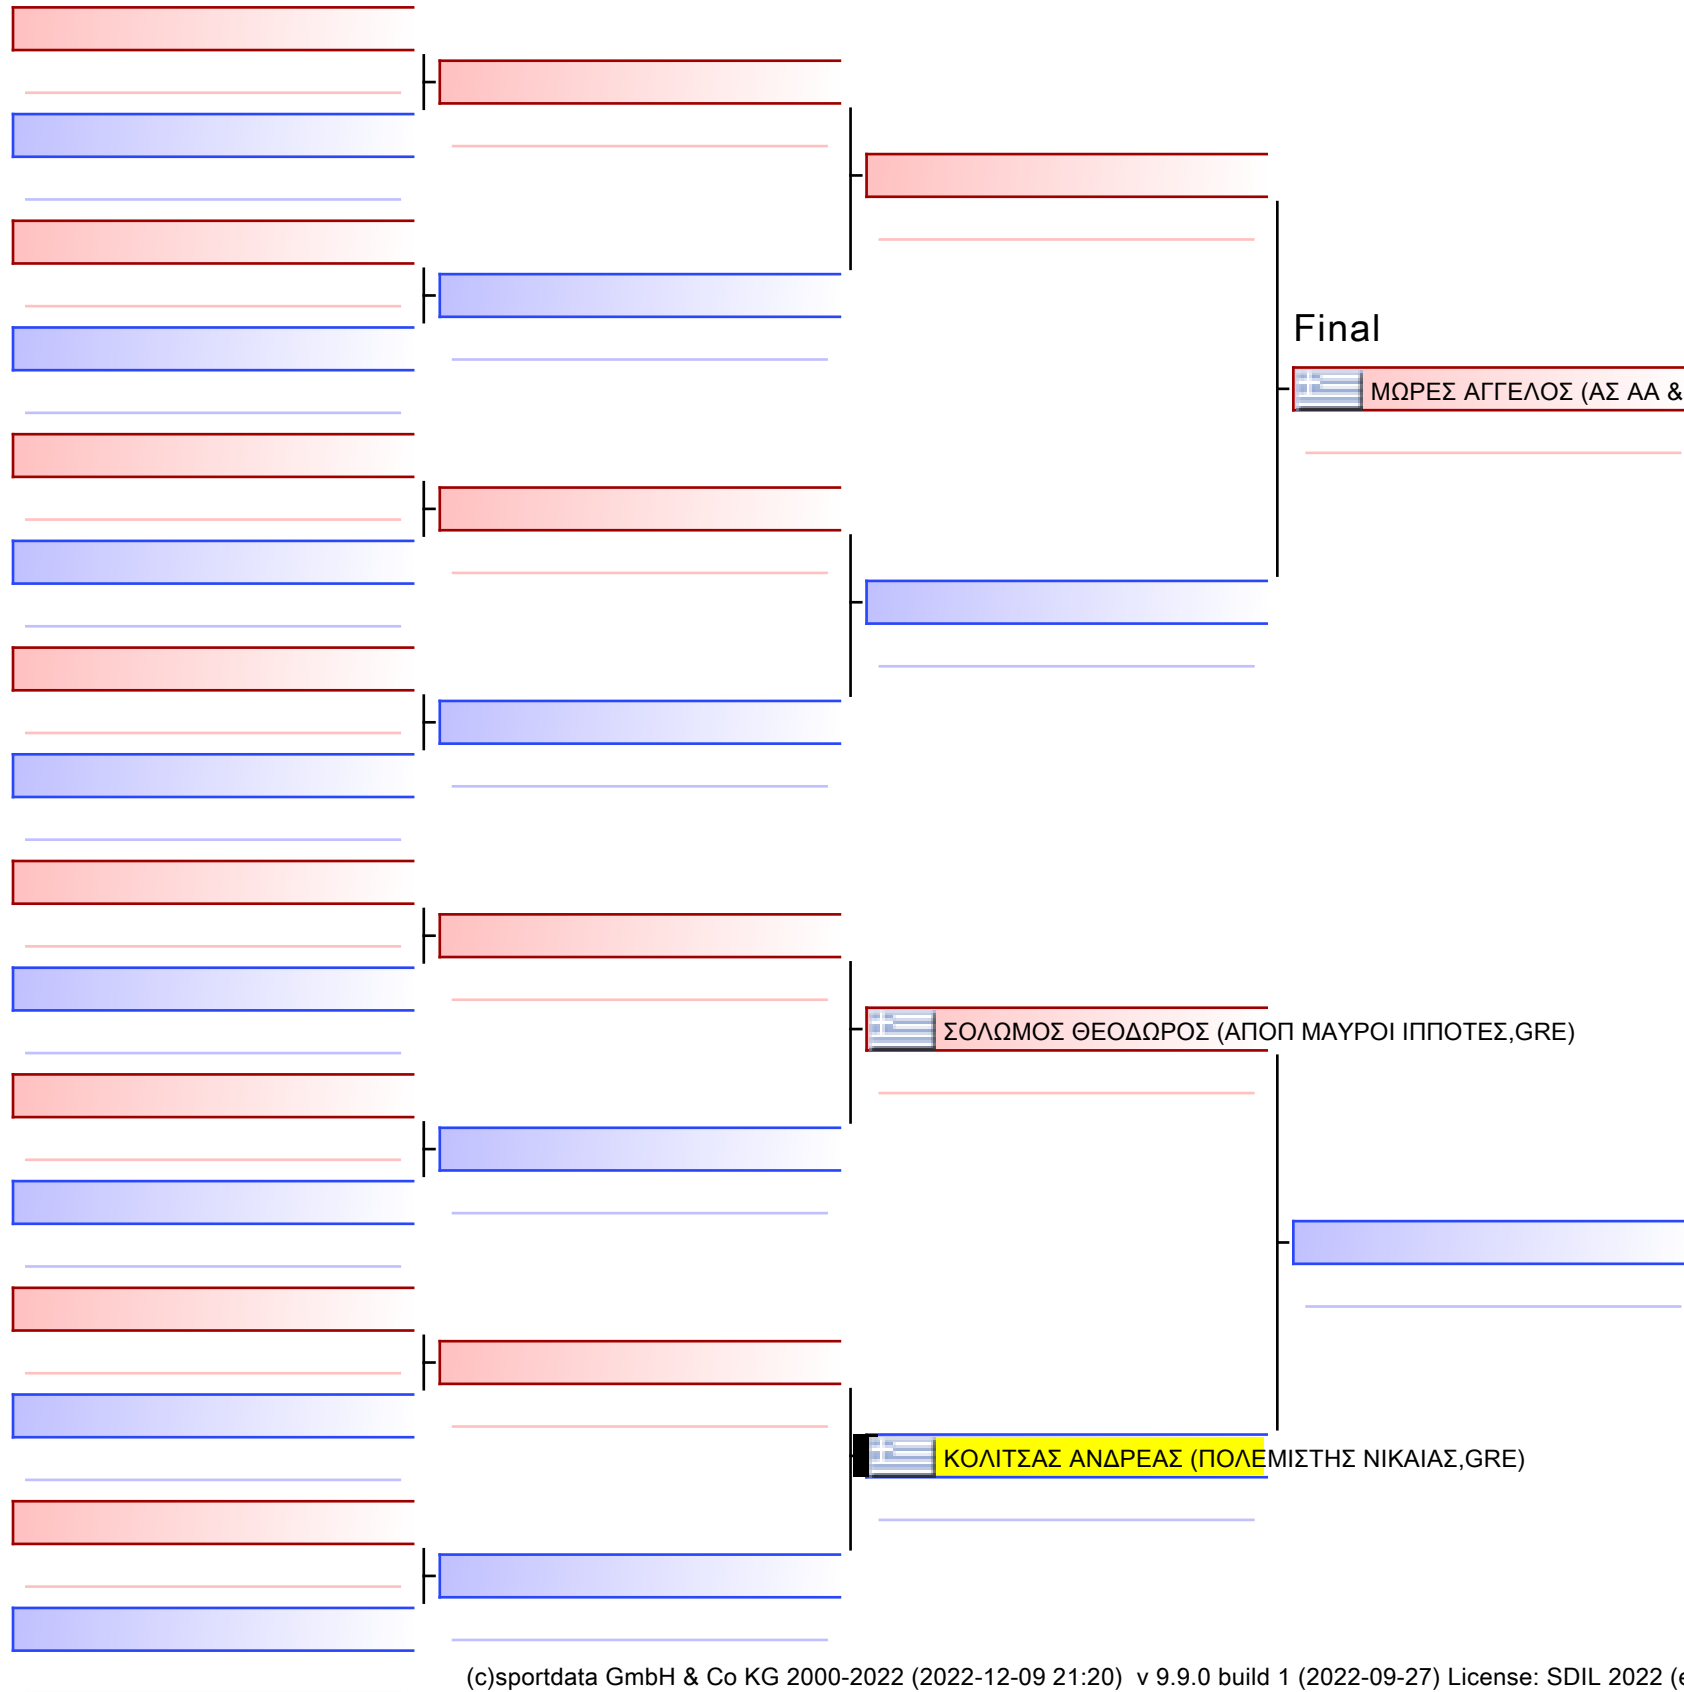 Final
ΜΩΡΕΣ ΑΓΓΕΛΟΣ (ΑΣ ΑΑ &
ΣΟΛΩΜΟΣ ΘΕΟΔΩΡΟΣ (ΑΠΟΠ ΜΑΥΡΟΙ ΙΠΠΟΤΕΣ,GRE)
ΚΟΛΙΤΣΑΣ ΑΝΔΡΕΑΣ (ΠΟΛΕΜΙΣΤΗΣ ΝΙΚΑΙΑΣ,GRE)
(c)sportdata GmbH & Co KG 2000-2022 (2022-12-09 21:20) v 9.9.0 build 1 (2022-09-27) License: SDIL 2022 (e